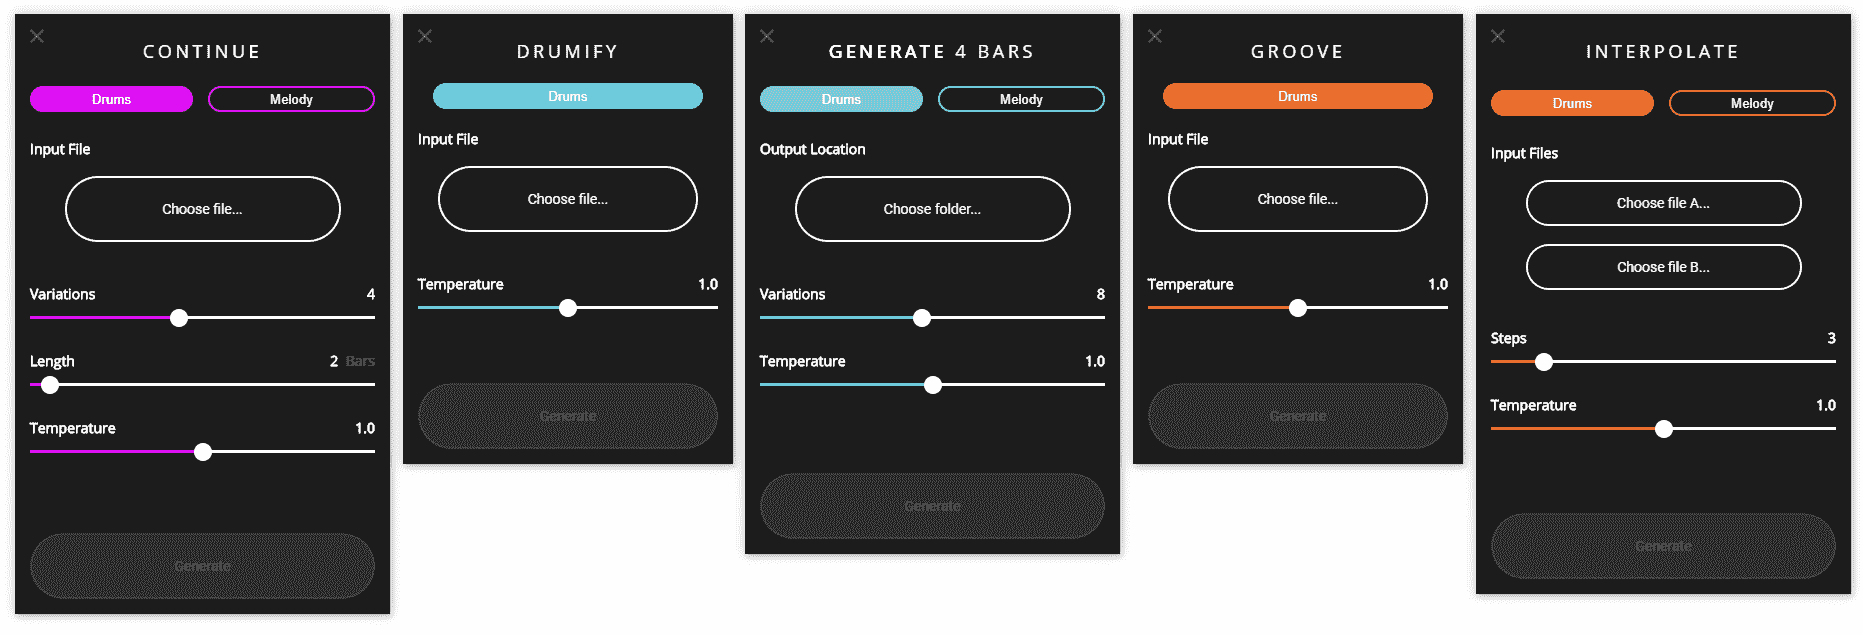 CONTINUE
Drums Melody
Input File
Choose file...
Variations 4
Length 2 Bars
Temperature 1.0
Generate
DRUMIFY
Drums
Input File
Choose file...
Temperature 1.0
Generate
GENERATE 4 BARS
Drums Melody
Output Location
Choose folder...
Variations 8
Temperature 1.0
Generate
GROOVE
Drums
Input File
Choose file...
Temperature 1.0
Generate
INTERPOLATE
Drums Melody
Input Files
Choose file A...
Choose file B...
Steps 3
Temperature 1.0
Generate